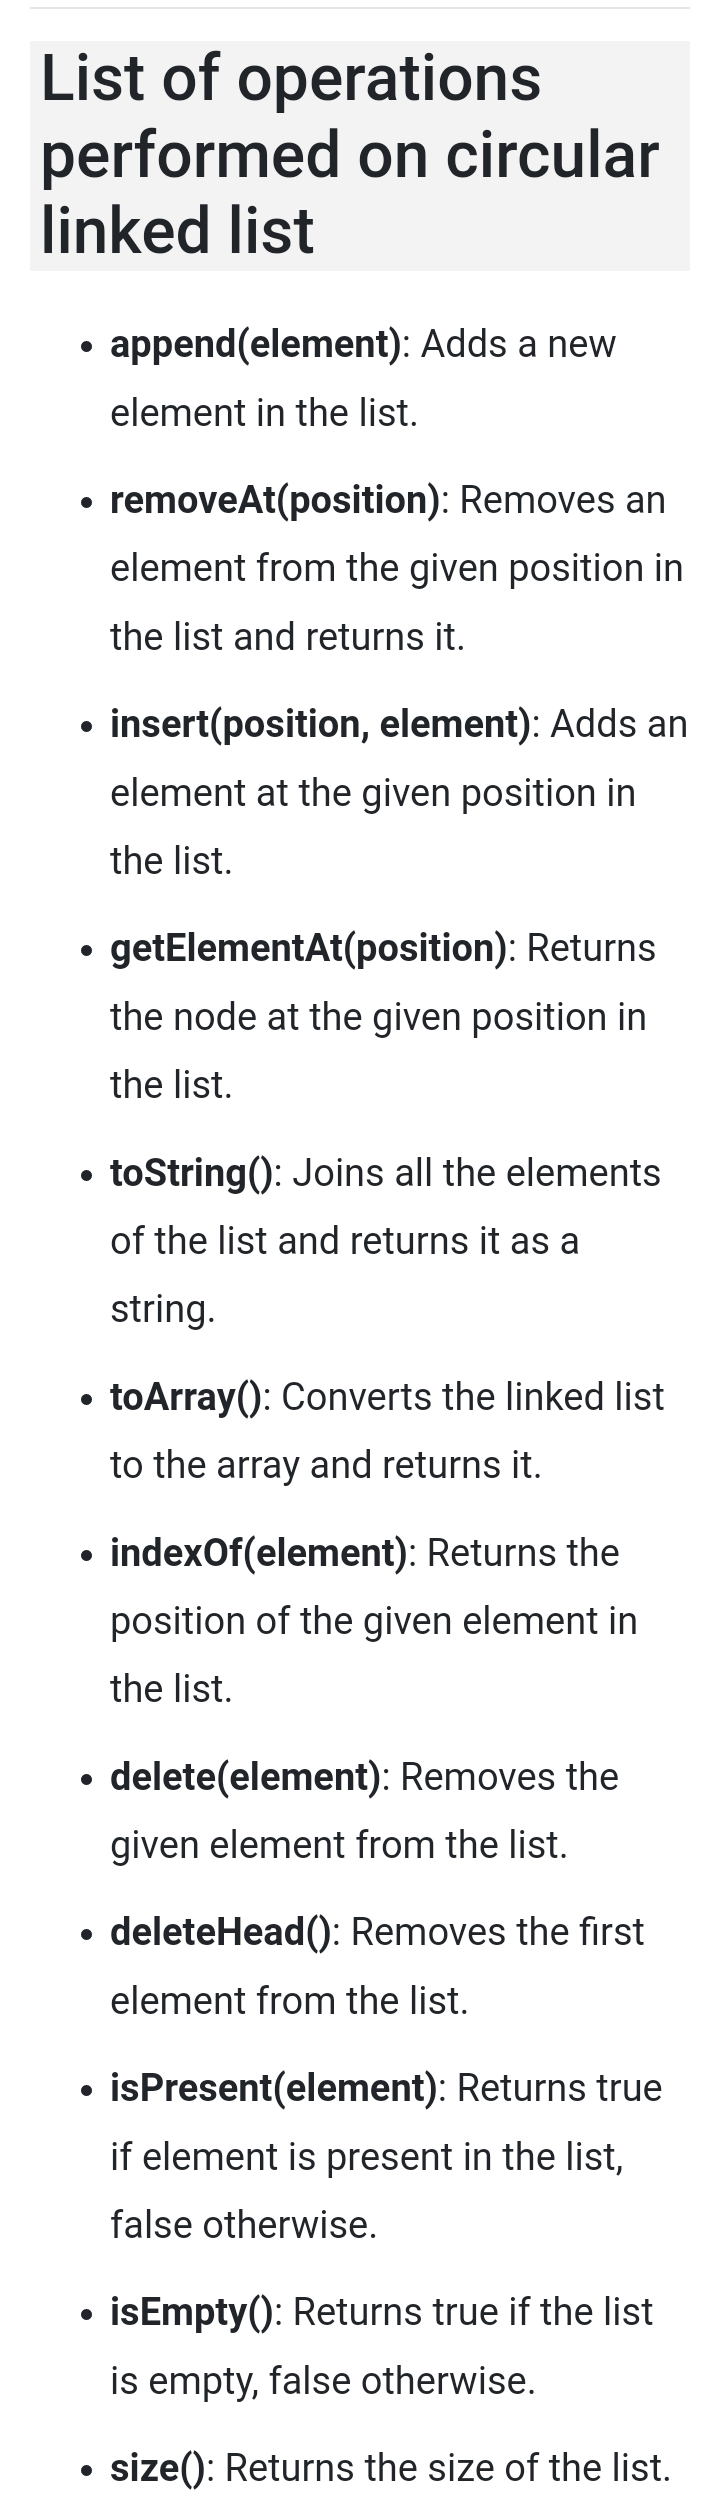 List of operations
performed on circular
linked list
• append(element): Adds a new
element in the list.
• removeAt(position): Removes an
element from the given position in
the list and returns it.
• insert(position, element): Adds an
element at the given position in
the list.
• getElementAt(position): Returns
the node at the given position in
the list.
• toString(): Joins all the elements
of the list and returns it as a
string.
• toArray(): Converts the linked list
to the array and returns it.
• indexOf(element): Returns the
position of the given element in
the list.
• delete(element): Removes the
given element from the list.
• deleteHead(): Removes the first
element from the list.
• isPresent(element): Returns true
if element is present in the list,
false otherwise.
• isEmpty(): Returns true if the list
is empty, false otherwise.
• size(): Returns the size of the list.